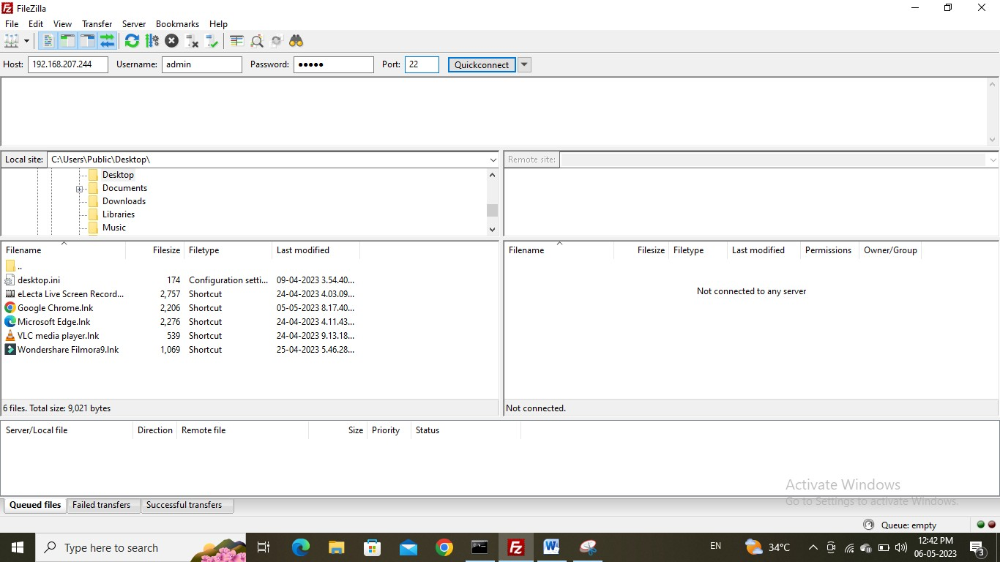 FileZilla
File Edit View Transfer Server Bookmarks Help
Host: 192.168.207.244 Username: admin Password: ●●●●● Port: 22 Quickconnect
Local site: C:\Users\Public\Desktop\
Remote site:
Desktop
Documents
Downloads
Libraries
Music
Filename Filesize Filetype Last modified
..
desktop.ini 174 Configuration setti... 09-04-2023 3.54.40...
eLecta Live Screen Record... 2,757 Shortcut 24-04-2023 4.03.09...
Google Chrome.lnk 2,206 Shortcut 05-05-2023 8.17.40...
Microsoft Edge.lnk 2,276 Shortcut 24-04-2023 4.11.43...
VLC media player.lnk 539 Shortcut 24-04-2023 9.13.18...
Wondershare Filmora9.lnk 1,069 Shortcut 25-04-2023 5.46.28...
6 files. Total size: 9,021 bytes
Filename Filesize Filetype Last modified Permissions Owner/Group
Not connected to any server
Not connected.
Server/Local file Direction Remote file Size Priority Status
Activate Windows
Go to Settings to activate Windows.
Queued files Failed transfers Successful transfers
Queue: empty
Type here to search
EN
34°C
12:42 PM
06-05-2023
3